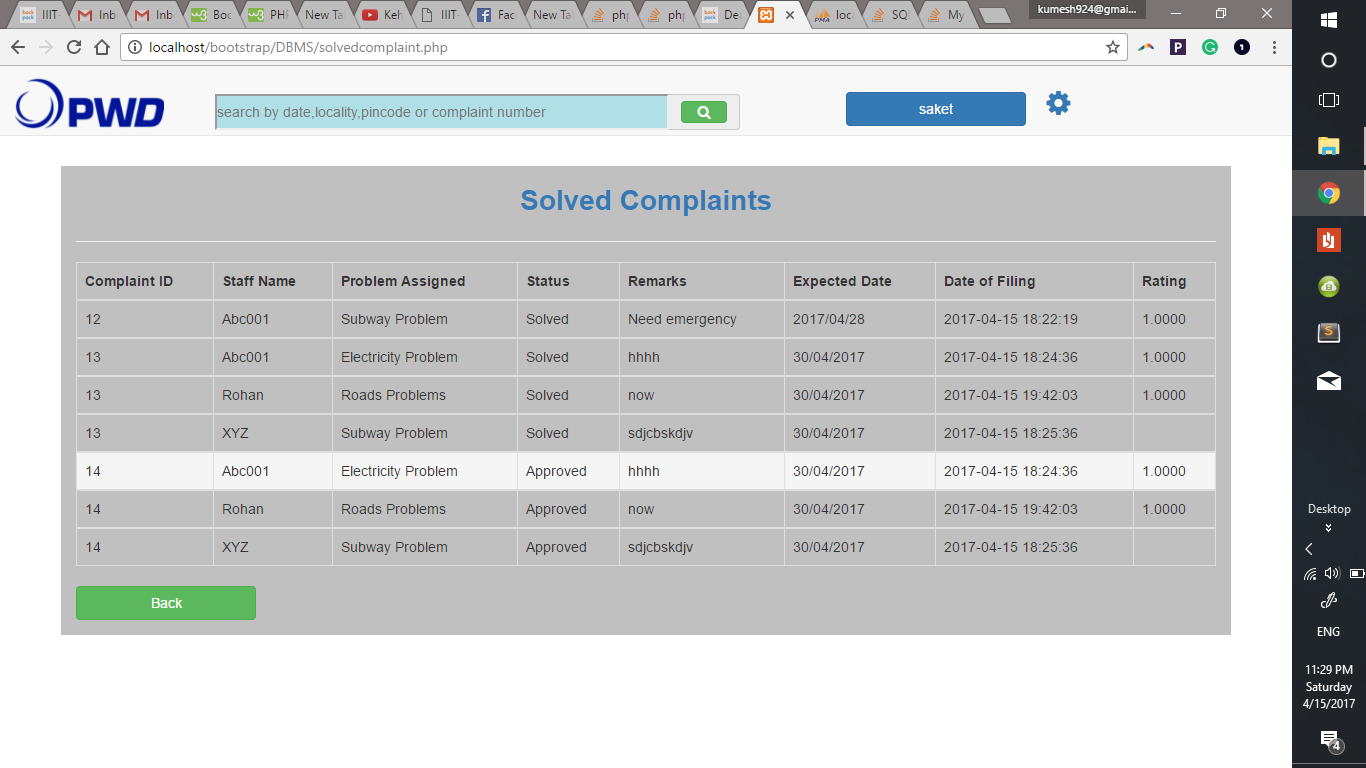 IIIT-
Inb
Inb
Boc
PHI
New Ta
Keh
IIIT-
Fac
New Ta
php
php
Da
loc
SQ
My
kumesh924@gmai...
localhost/bootstrap/DBMS/solvedcomplaint.php
PWD
search by date,locality,pincode or complaint number
saket
Solved Complaints
Complaint ID Staff Name Problem Assigned Status Remarks Expected Date Date of Filing Rating
12 Abc001 Subway Problem Solved Need emergency 2017/04/28 2017-04-15 18:22:19 1.0000
13 Abc001 Electricity Problem Solved hhhh 30/04/2017 2017-04-15 18:24:36 1.0000
13 Rohan Roads Problems Solved now 30/04/2017 2017-04-15 19:42:03 1.0000
13 XYZ Subway Problem Solved sdjcbskdjv 30/04/2017 2017-04-15 18:25:36
14 Abc001 Electricity Problem Approved hhhh 30/04/2017 2017-04-15 18:24:36 1.0000
14 Rohan Roads Problems Approved now 30/04/2017 2017-04-15 19:42:03 1.0000
14 XYZ Subway Problem Approved sdjcbskdjv 30/04/2017 2017-04-15 18:25:36
Back
Desktop
ENG
11:29 PM
Saturday
4/15/2017
4